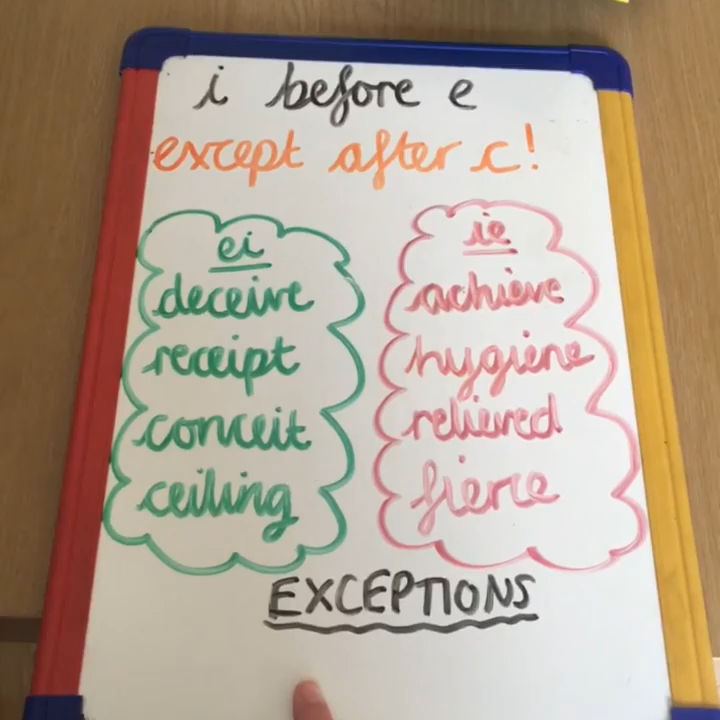 i before e
except after c!
ei
deceive
receipt
conceit
ceiling
ie
achieve
hygiene
relieved
fierce
EXCEPTIONS